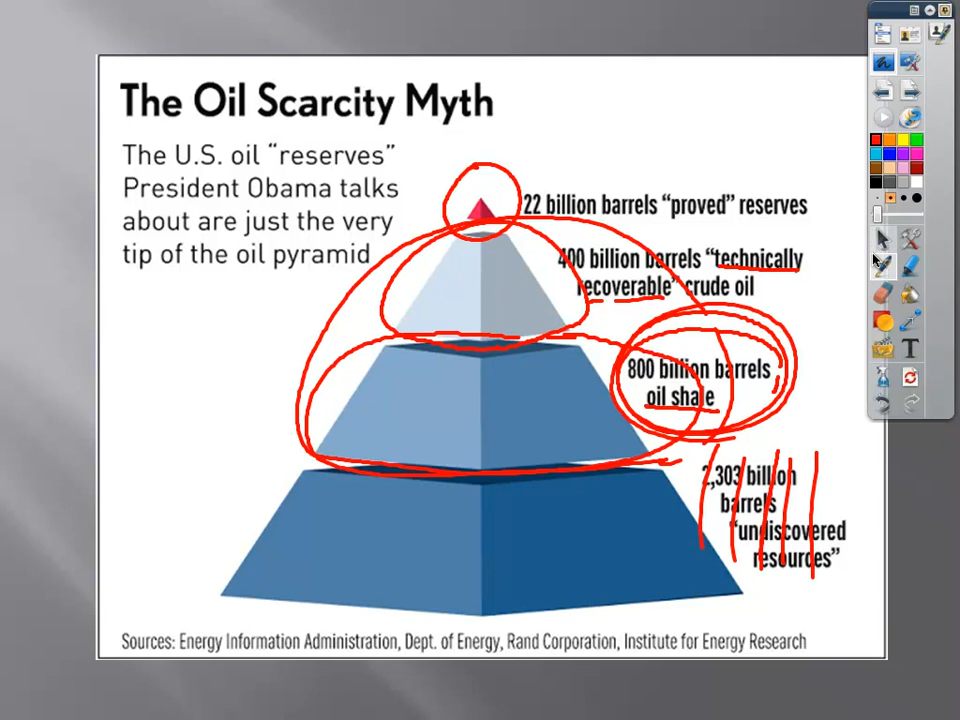 The Oil Scarcity Myth
The U.S. oil “reserves”
President Obama talks
about are just the very
tip of the oil pyramid
22 billion barrels “proved” reserves
400 billion barrels “technically
recoverable” crude oil
800 billion barrels
oil shale
2,303 billion
barrels
“undiscovered
resources”
Sources: Energy Information Administration, Dept. of Energy, Rand Corporation, Institute for Energy Research
T